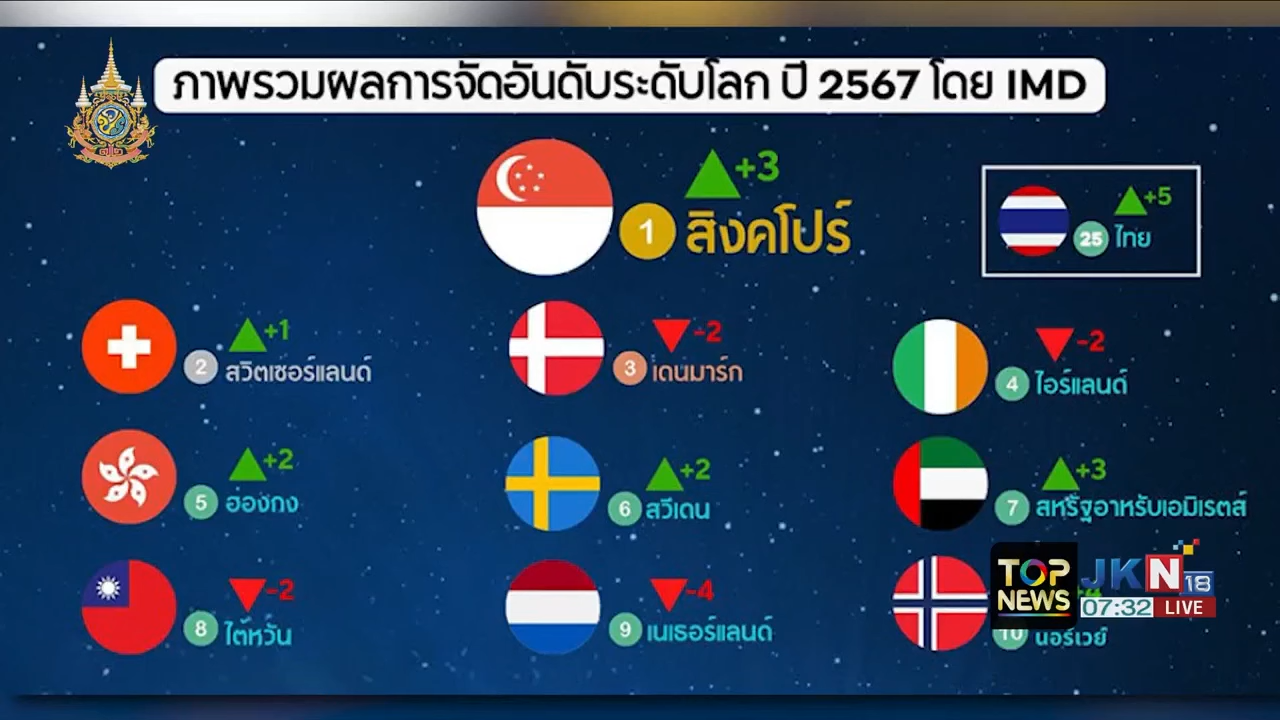 ภาพรวมผลการจัดอันดับระดับโลก ปี 2567 โดย IMD
+3
1 สิงคโปร์
+5
25 ไทย
+1
2 สวิตเซอร์แลนด์
-2
3 เดนมาร์ก
-2
4 ไอร์แลนด์
+2
5 ฮองกง
+2
6 สวีเดน
+3
7 สหรัฐอาหรับเอมิเรตส์
-2
8 ไต้หวัน
-4
9 เนเธอร์แลนด์
10 นอร์เวย์
TOP NEWS
JKN 18
07:32 LIVE